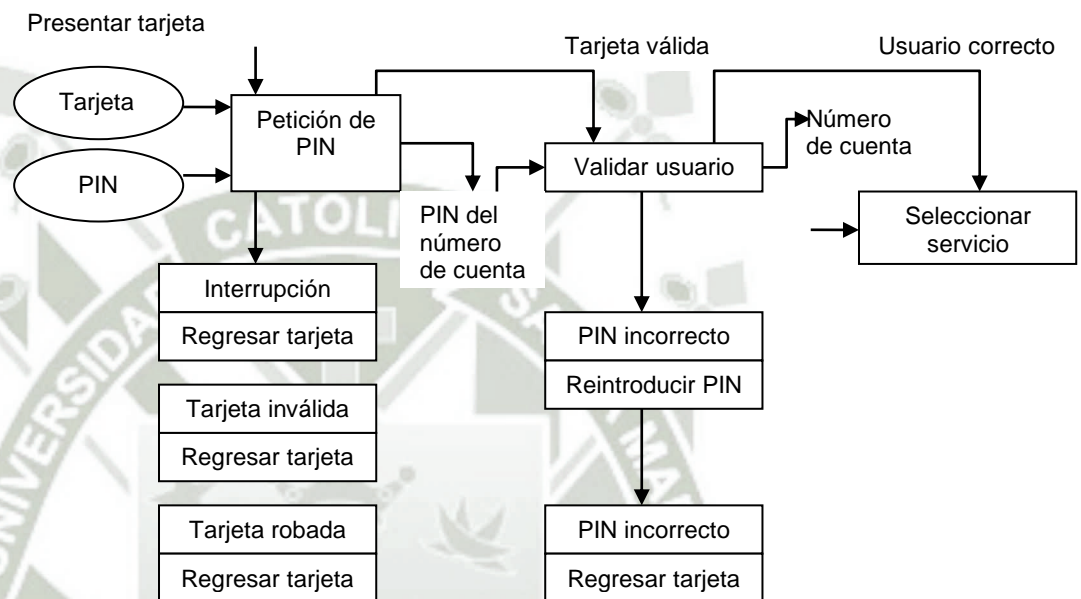 Presentar tarjeta
Tarjeta válida
Usuario correcto
Tarjeta
Petición de
PIN
PIN
Validar usuario
Número
de cuenta
PIN del
número
de cuenta
Seleccionar
servicio
Interrupción
Regresar tarjeta
PIN incorrecto
Reintroducir PIN
Tarjeta inválida
Regresar tarjeta
Tarjeta robada
Regresar tarjeta
PIN incorrecto
Regresar tarjeta